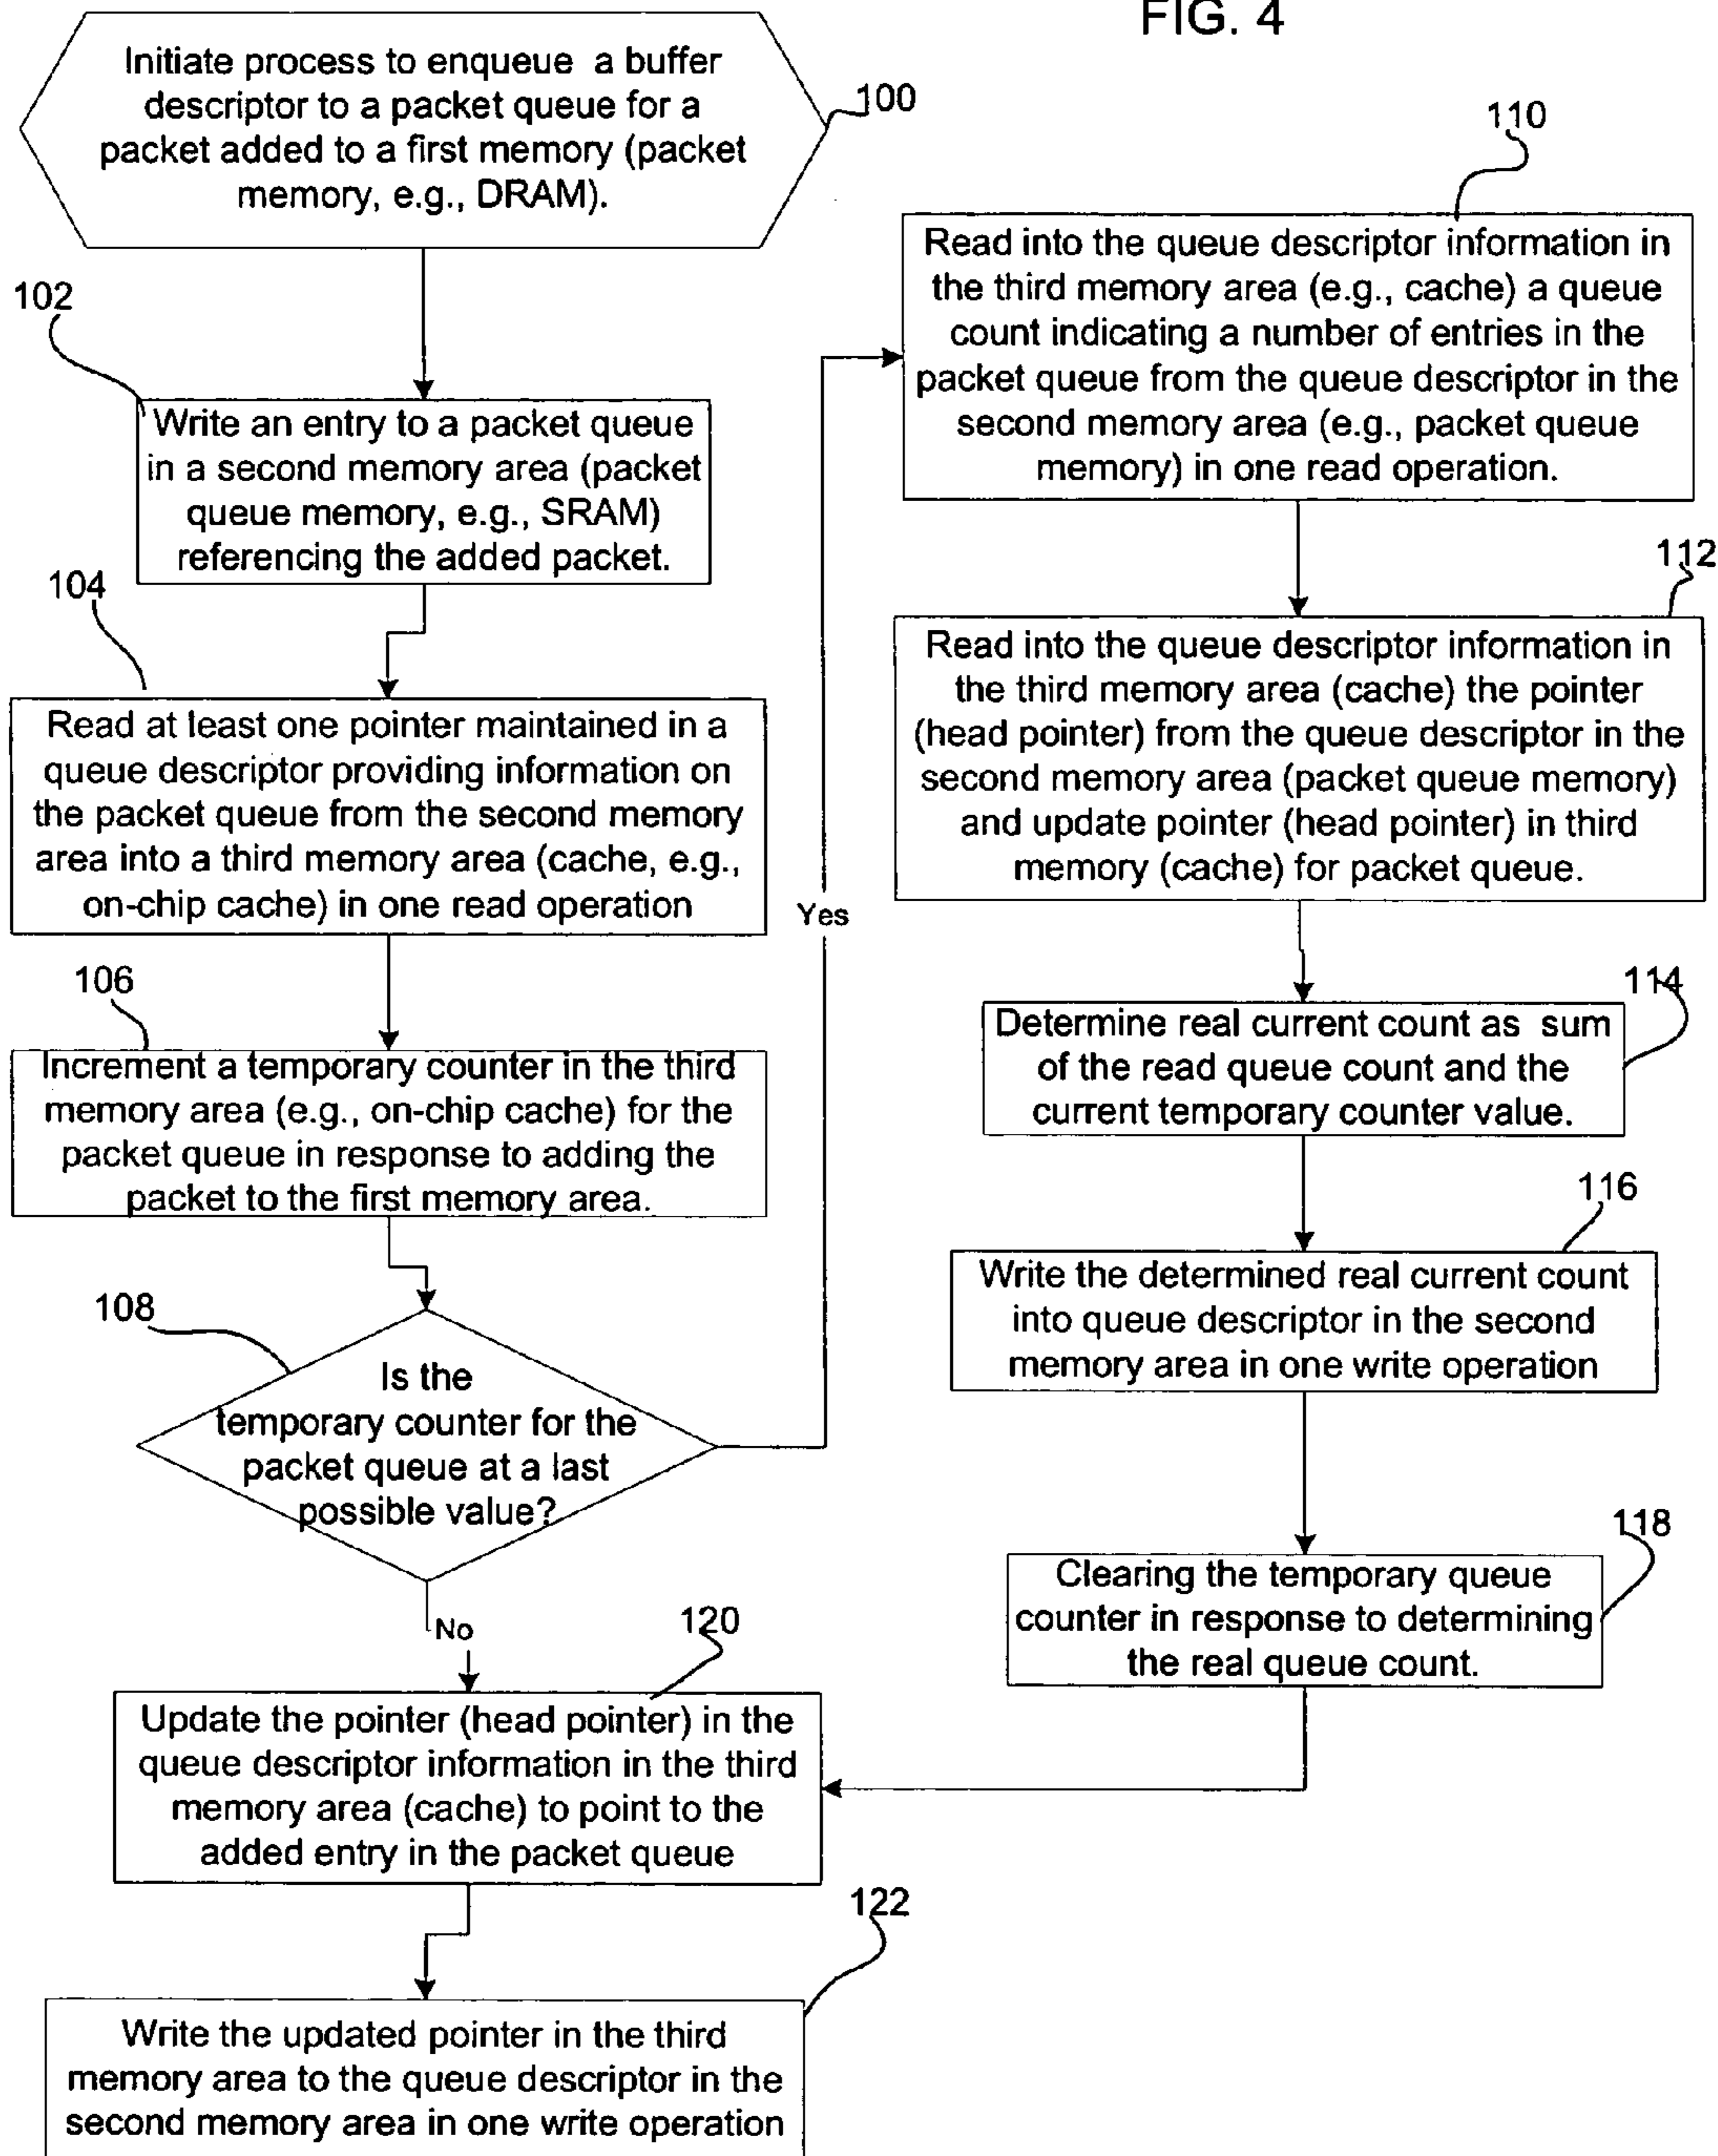 FIG. 4
Initiate process to enqueue a buffer
descriptor to a packet queue for a
packet added to a first memory (packet
memory, e.g., DRAM).
100
102
Write an entry to a packet queue
in a second memory area (packet
queue memory, e.g., SRAM)
referencing the added packet.
104
Read at least one pointer maintained in a
queue descriptor providing information on
the packet queue from the second memory
area into a third memory area (cache, e.g.,
on-chip cache) in one read operation
106
Increment a temporary counter in the third
memory area (e.g., on-chip cache) for the
packet queue in response to adding the
packet to the first memory area.
108
Is the
temporary counter for the
packet queue at a last
possible value?
Yes
No
110
Read into the queue descriptor information in
the third memory area (e.g., cache) a queue
count indicating a number of entries in the
packet queue from the queue descriptor in the
second memory area (e.g., packet queue
memory) in one read operation.
112
Read into the queue descriptor information in
the third memory area (cache) the pointer
(head pointer) from the queue descriptor in the
second memory area (packet queue memory)
and update pointer (head pointer) in third
memory (cache) for packet queue.
114
Determine real current count as sum
of the read queue count and the
current temporary counter value.
116
Write the determined real current count
into queue descriptor in the second
memory area in one write operation
118
Clearing the temporary queue
counter in response to determining
the real queue count.
120
Update the pointer (head pointer) in the
queue descriptor information in the third
memory area (cache) to point to the
added entry in the packet queue
122
Write the updated pointer in the third
memory area to the queue descriptor in the
second memory area in one write operation